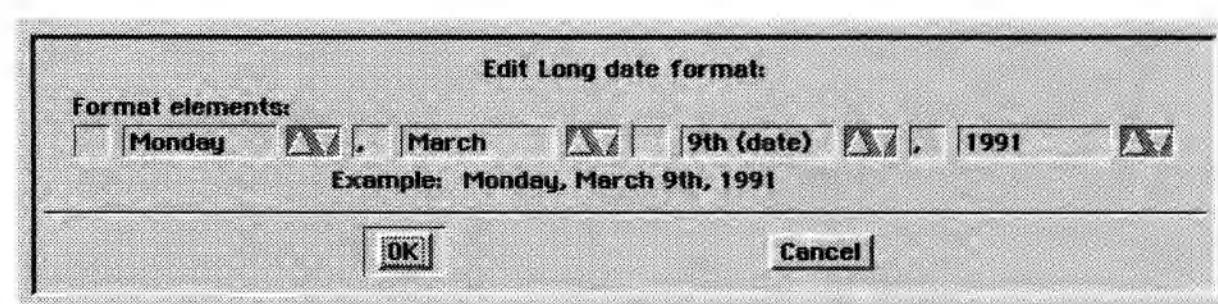 Edit Long date format:
Format elements:
Monday , March 9th (date) , 1991
Example: Monday, March 9th, 1991
OK Cancel